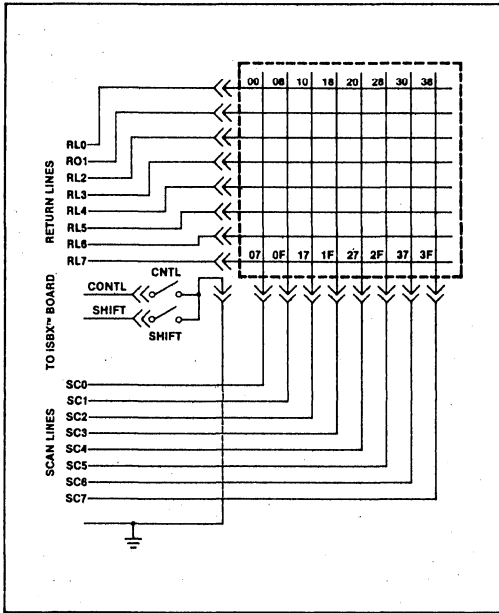 00 08 10 18 20 28 30 38
RL0
RO1
RL2
RL3
RL4
RL5
RL6
RL7
07 0F 17 1F 27 2F 37 3F
RETURN LINES
TO ISBX™ BOARD
CONTL
CNTL
SHIFT
SHIFT
SCAN LINES
SC0
SC1
SC2
SC3
SC4
SC5
SC6
SC7